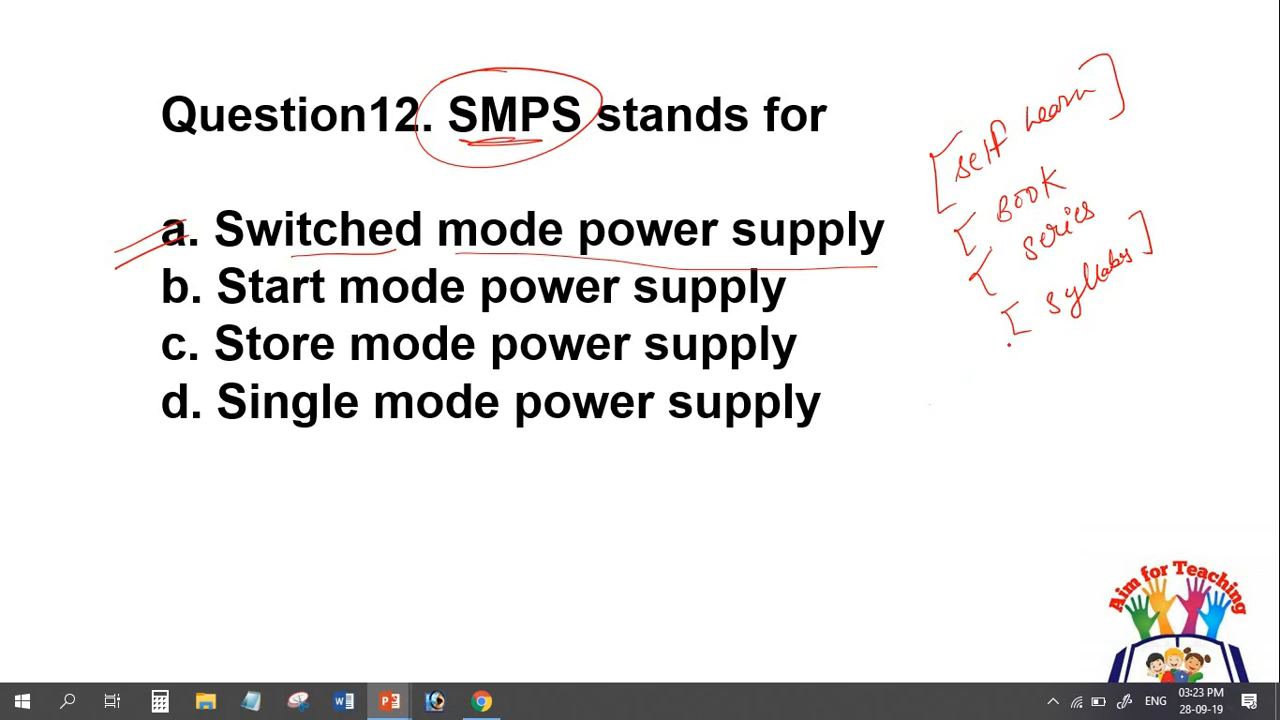 Question12. SMPS stands for
a. Switched mode power supply
b. Start mode power supply
c. Store mode power supply
d. Single mode power supply
[self Learn]
[BOOK
[series
[syllabus]
Aim for Teaching
ENG
03:23 PM
28-09-19